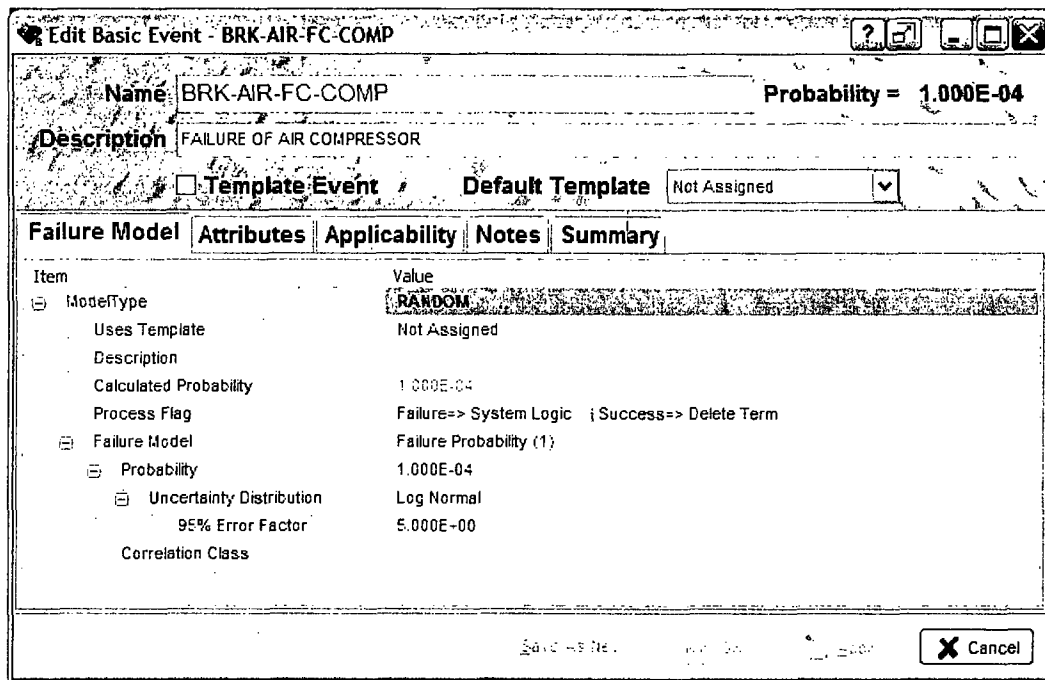 Edit Basic Event - BRK-AIR-FC-COMP
Name BRK-AIR-FC-COMP Probability = 1.000E-04
Description FAILURE OF AIR COMPRESSOR
Template Event Default Template Not Assigned
Failure Model Attributes Applicability Notes Summary
Item Value
ModelType RANDOM
Uses Template Not Assigned
Description
Calculated Probability 1.000E-04
Process Flag Failure=> System Logic Success=> Delete Term
Failure Model Failure Probability (1)
Probability 1.000E-04
Uncertainty Distribution Log Normal
95% Error Factor 5.000E+00
Correlation Class
Save As Cancel